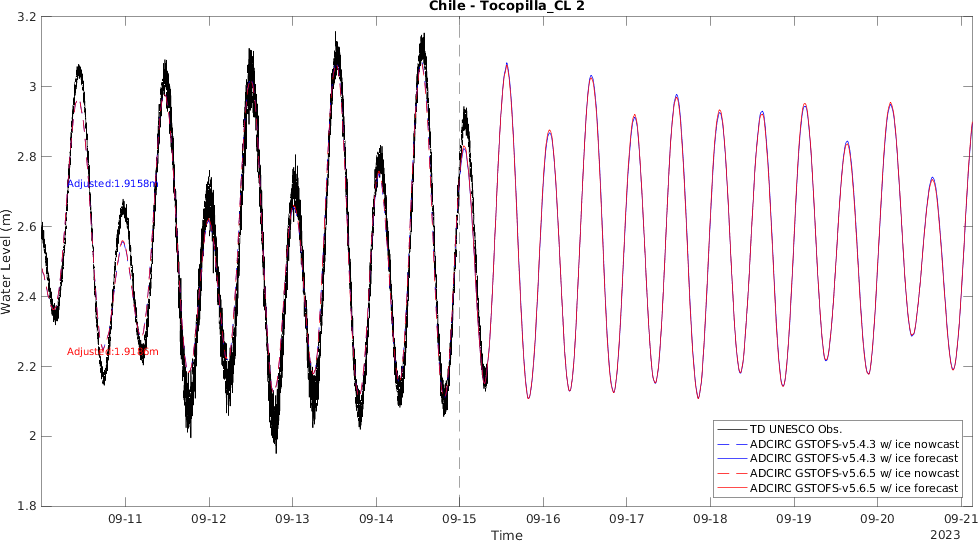 Chile - Tocopilla_CL 2
3.2
3
2.8
2.6
2.4
2.2
2
1.8
Water Level (m)
Adjusted:1.9158m
TD UNESCO Obs.
ADCIRC GSTOFS-v5.4.3 w/ ice nowcast
ADCIRC GSTOFS-v5.4.3 w/ ice forecast
ADCIRC GSTOFS-v5.6.5 w/ ice nowcast
ADCIRC GSTOFS-v5.6.5 w/ ice forecast
09-11
09-12
09-13
09-14
09-15
09-16
09-17
09-18
09-19
09-20
09-21
Time
2023